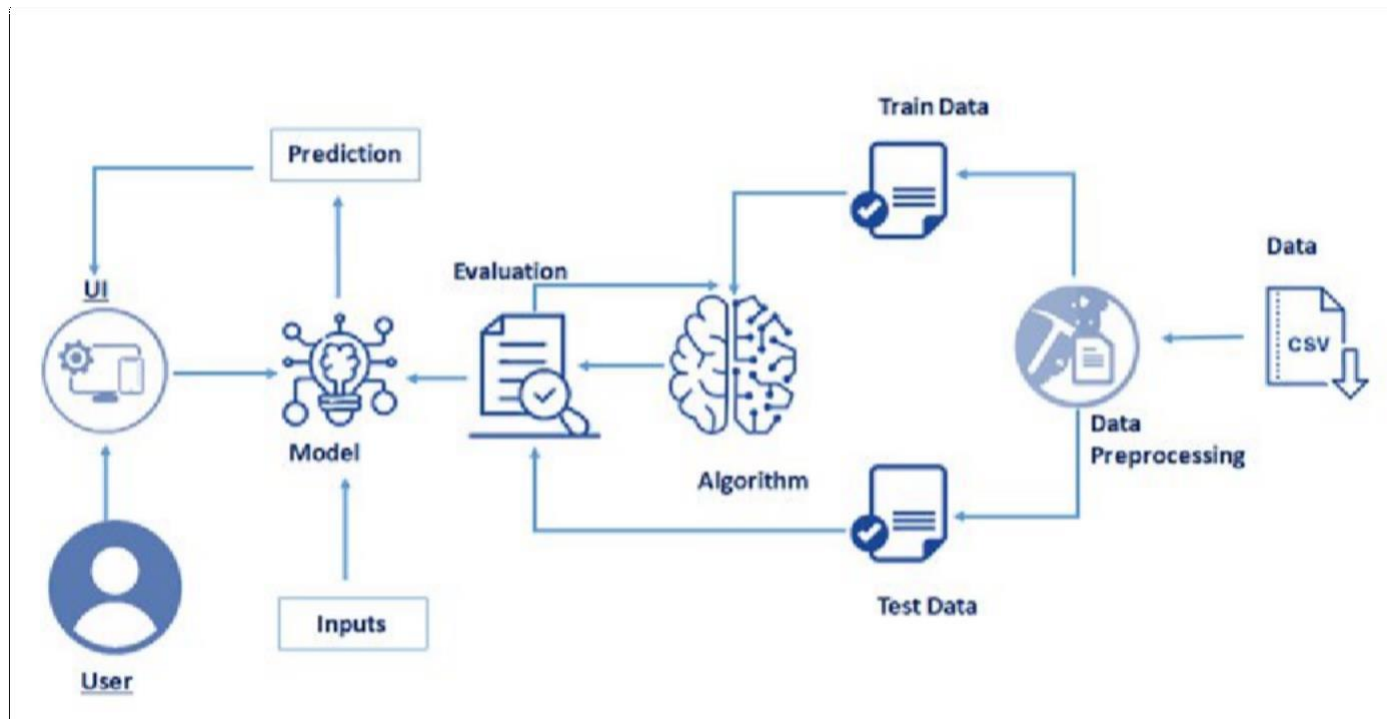 Train Data
Prediction
Data
Evaluation
UI
CSV
Data
Preprocessing
Model
Algorithm
Test Data
Inputs
User